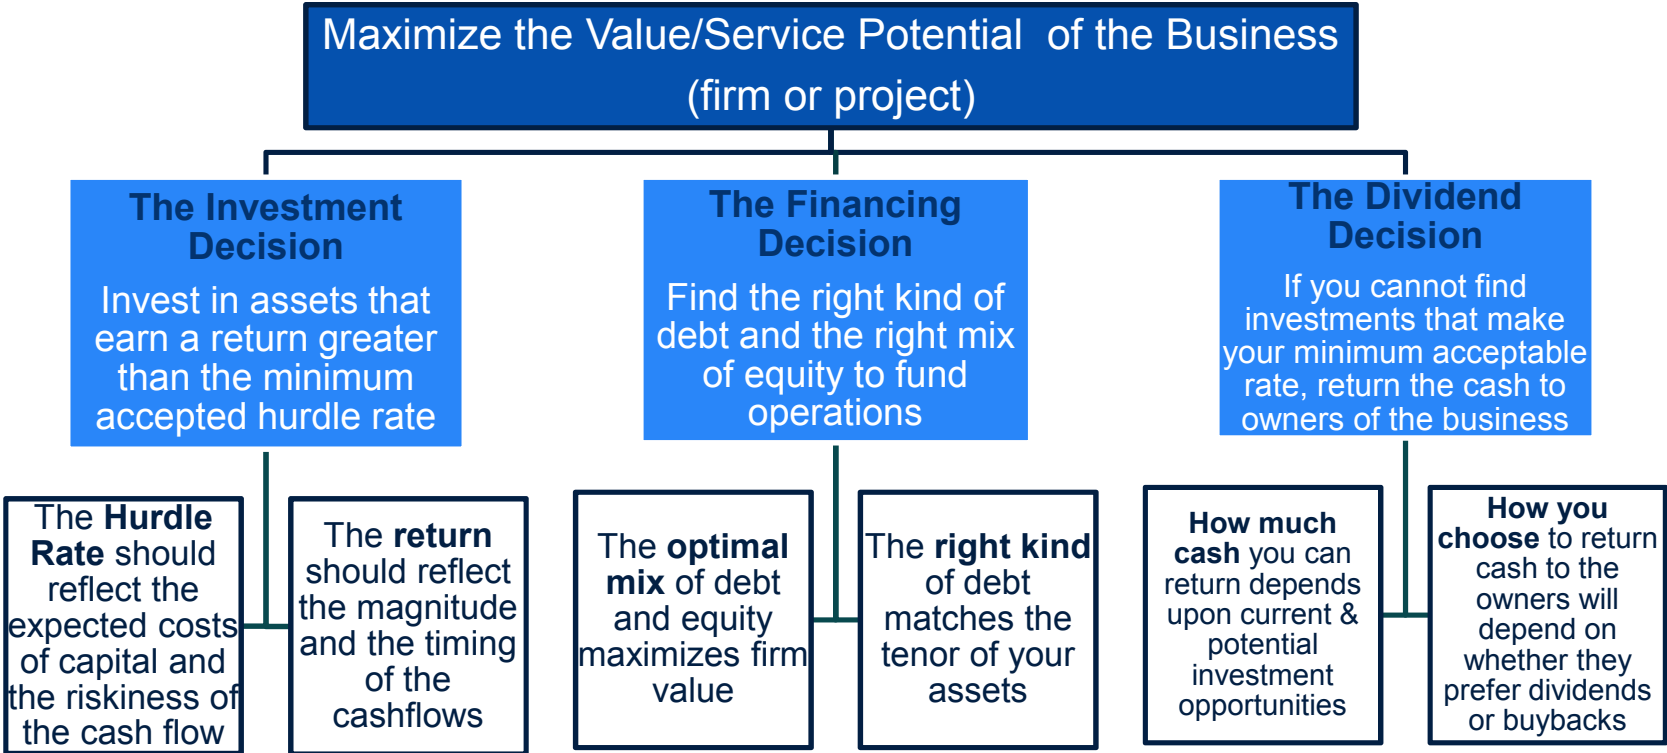 Maximize the Value/Service Potential of the Business
(firm or project)
The Investment
Decision
Invest in assets that
earn a return greater
than the minimum
accepted hurdle rate
The Financing
Decision
Find the right kind of
debt and the right mix
of equity to fund
operations
The Dividend
Decision
If you cannot find
investments that make
your minimum acceptable
rate, return the cash to
owners of the business
The Hurdle
Rate should
reflect the
expected costs
of capital and
the riskiness of
the cash flow
The return
should reflect
the magnitude
and the timing
of the
cashflows
The optimal
mix of debt
and equity
maximizes firm
value
The right kind
of debt
matches the
tenor of your
assets
How much
cash you can
return depends
upon current &
potential
investment
opportunities
How you
choose to return
cash to the
owners will
depend on
whether they
prefer dividends
or buybacks